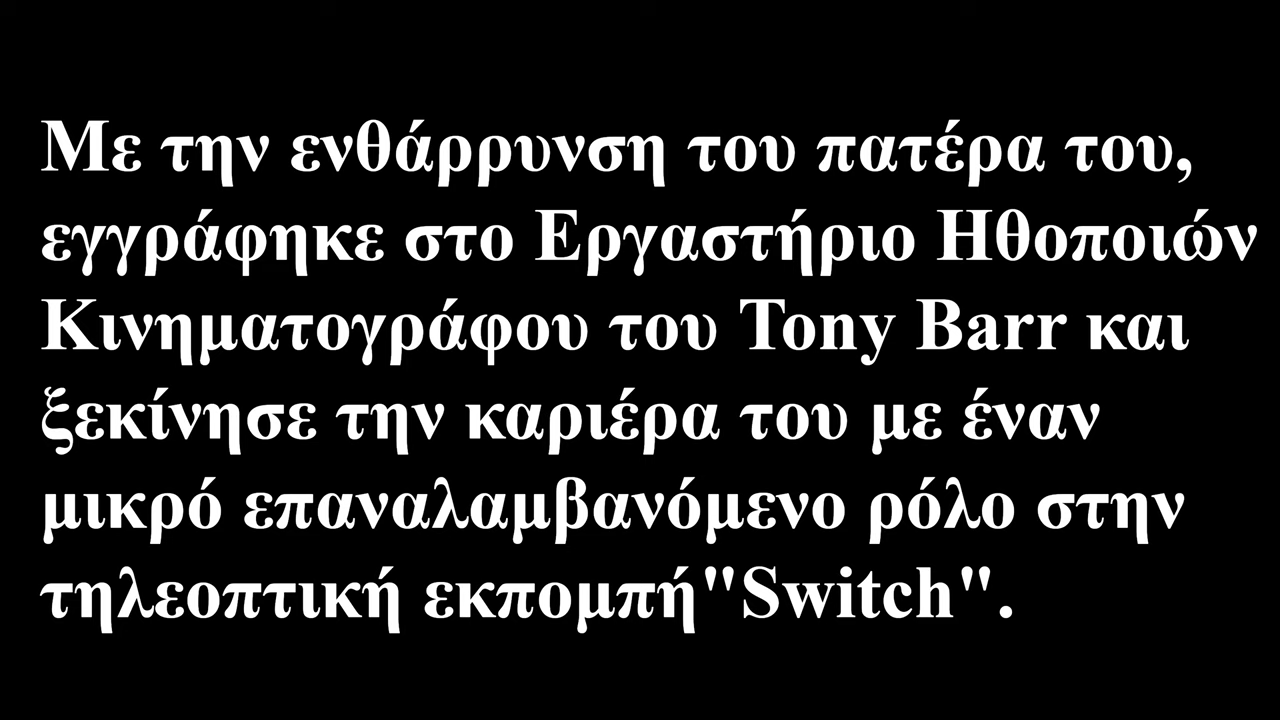 Με την ενθάρρυνση του πατέρα του,
εγγράφηκε στο Εργαστήριο Ηθοποιών
Κινηματογράφου του Tony Barr και
ξεκίνησε την καριέρα του με έναν
μικρό επαναλαμβανόμενο ρόλο στην
τηλεοπτική εκπομπή"Switch".